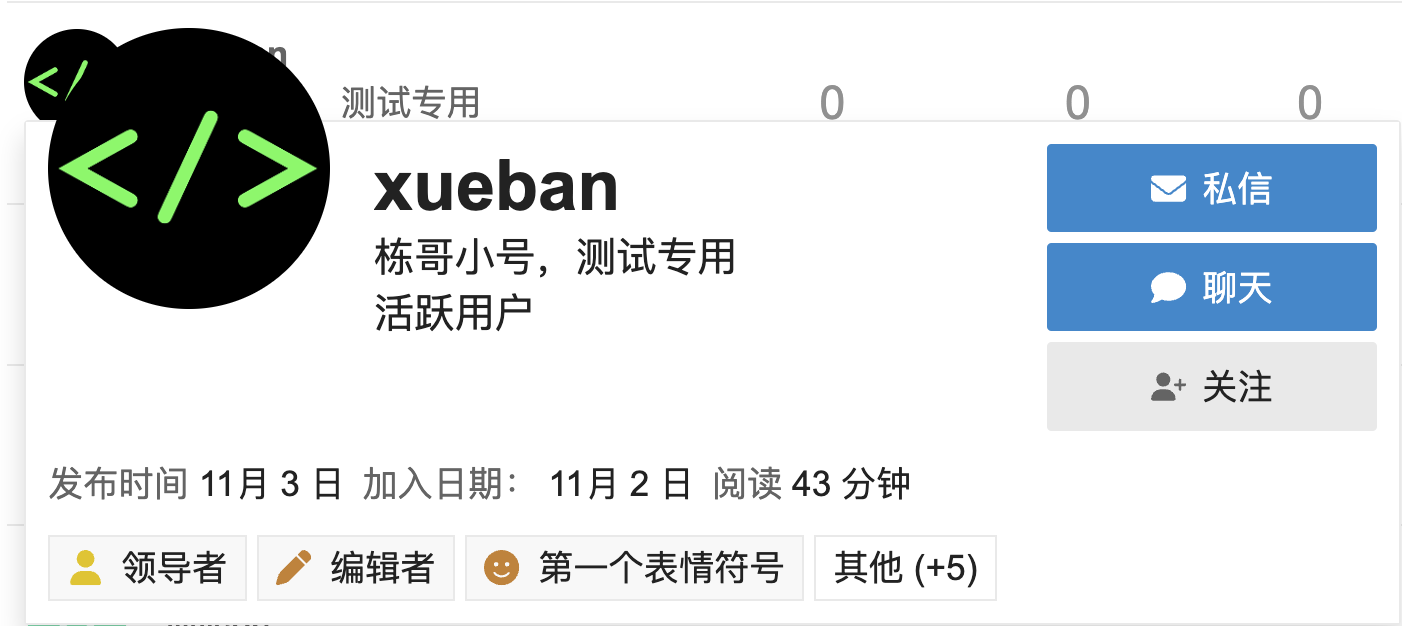 </>
测试专用 0 0 0
xueban
栋哥小号，测试专用
活跃用户
私信
聊天
关注
发布时间 11月 3 日 加入日期： 11月 2 日 阅读 43 分钟
领导者 编辑者 第一个表情符号 其他 (+5)